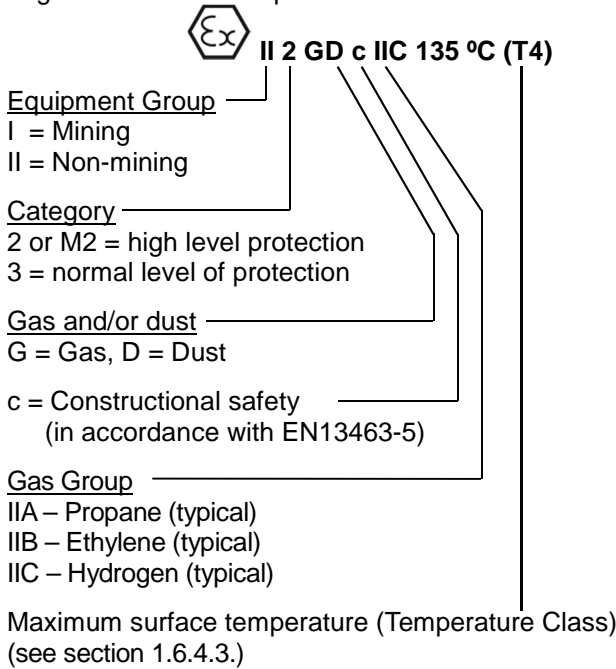 Ex II 2 GD c IIC 135 ºC (T4)
Equipment Group
I = Mining
II = Non-mining
Category
2 or M2 = high level protection
3 = normal level of protection
Gas and/or dust
G = Gas, D = Dust
c = Constructional safety
(in accordance with EN13463-5)
Gas Group
IIA – Propane (typical)
IIB – Ethylene (typical)
IIC – Hydrogen (typical)
Maximum surface temperature (Temperature Class)
(see section 1.6.4.3.)